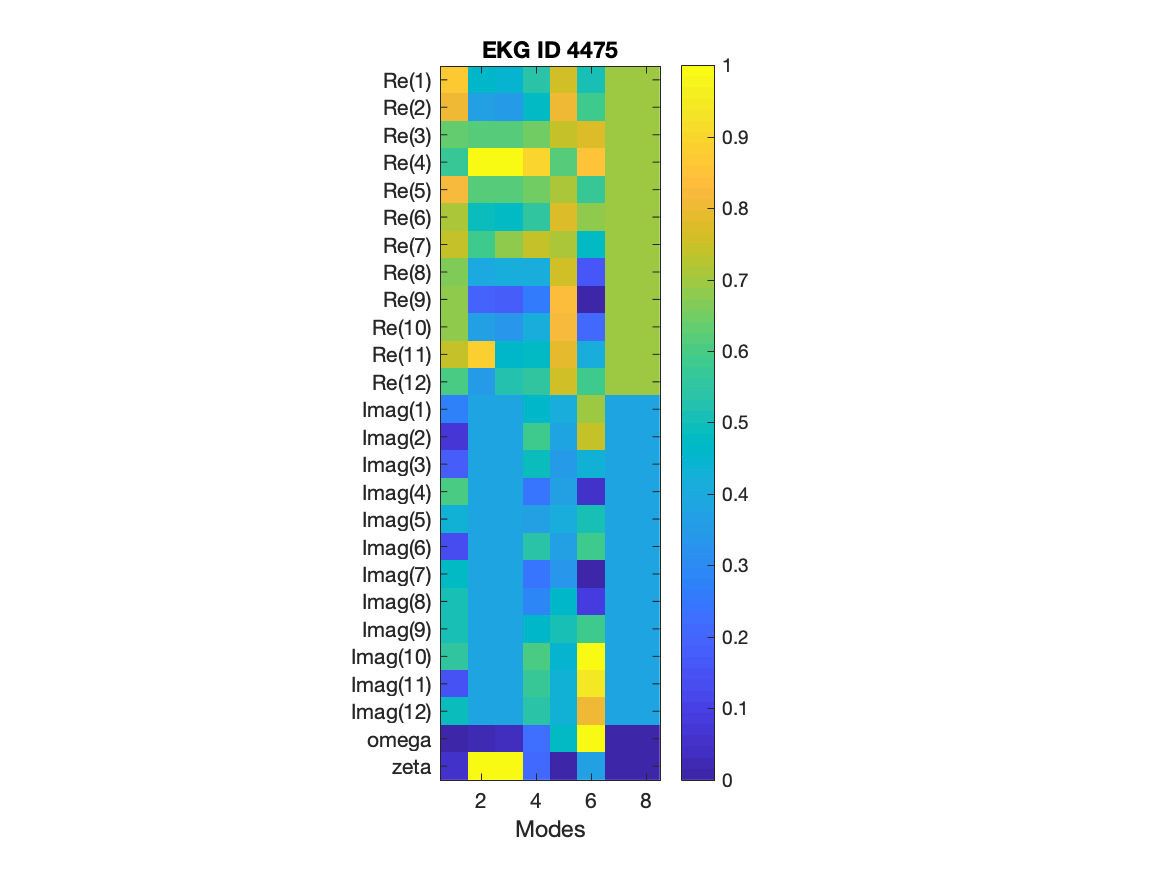 EKG ID 4475
Re(1)
Re(2)
Re(3)
Re(4)
Re(5)
Re(6)
Re(7)
Re(8)
Re(9)
Re(10)
Re(11)
Re(12)
Imag(1)
Imag(2)
Imag(3)
Imag(4)
Imag(5)
Imag(6)
Imag(7)
Imag(8)
Imag(9)
Imag(10)
Imag(11)
Imag(12)
omega
zeta
2 4 6 8
Modes
1
0.9
0.8
0.7
0.6
0.5
0.4
0.3
0.2
0.1
0